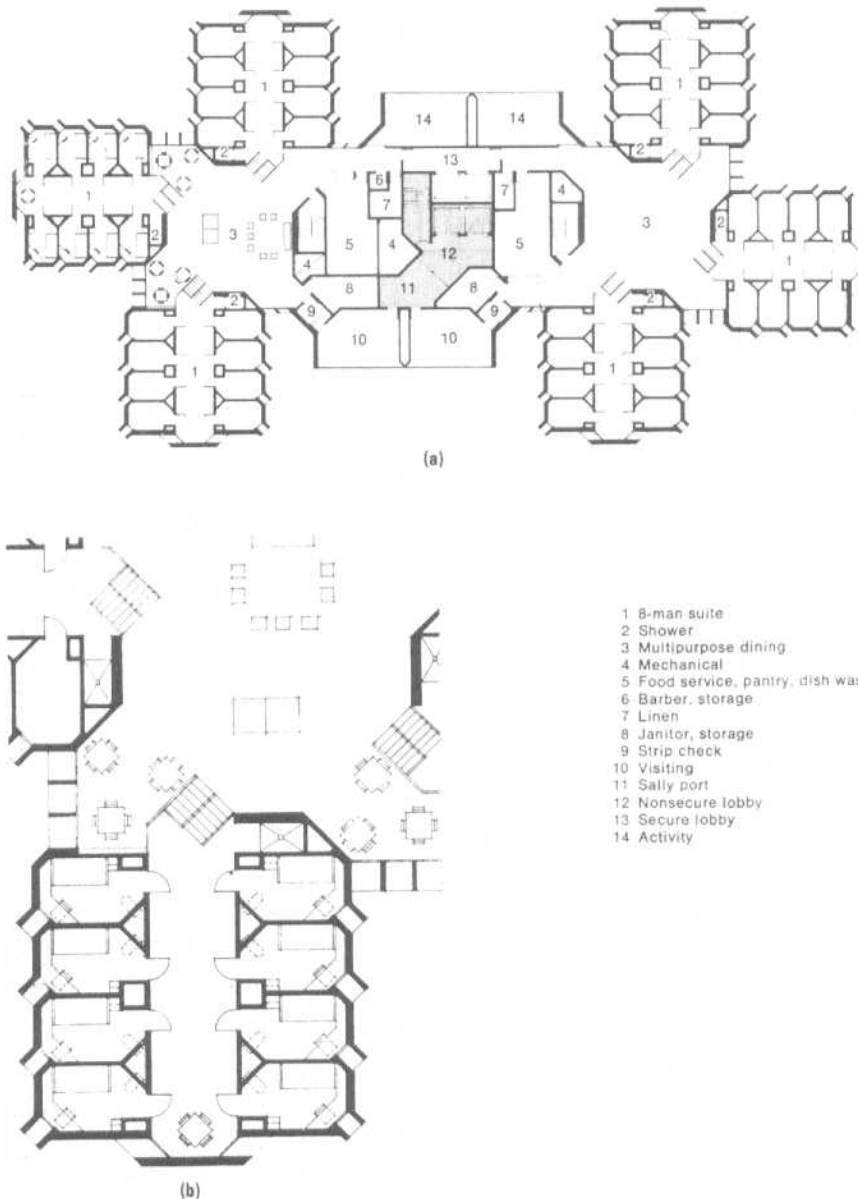 1 1
14 14
2 13 2
6
1 7 7 4
2 3 4 3 2
5 12 5
4 1
8 11 8
2 2
9 9
10 10
1 1
(a)
1 8-man suite
2 Shower
3 Multipurpose dining
4 Mechanical
5 Food service, pantry, dish was
6 Barber, storage
7 Linen
8 Janitor, storage
9 Strip check
10 Visiting
11 Sally port
12 Nonsecure lobby
13 Secure lobby
14 Activity
(b)